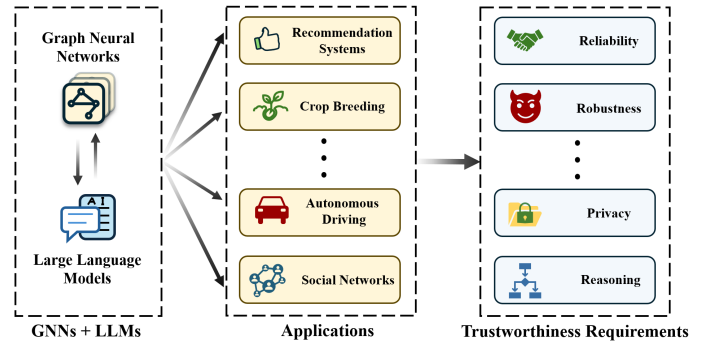 Graph Neural
Networks
AI
Large Language
Models
GNNs + LLMs
Recommendation
Systems
Crop Breeding
Autonomous
Driving
Social Networks
Applications
Reliability
Robustness
Privacy
Reasoning
Trustworthiness Requirements